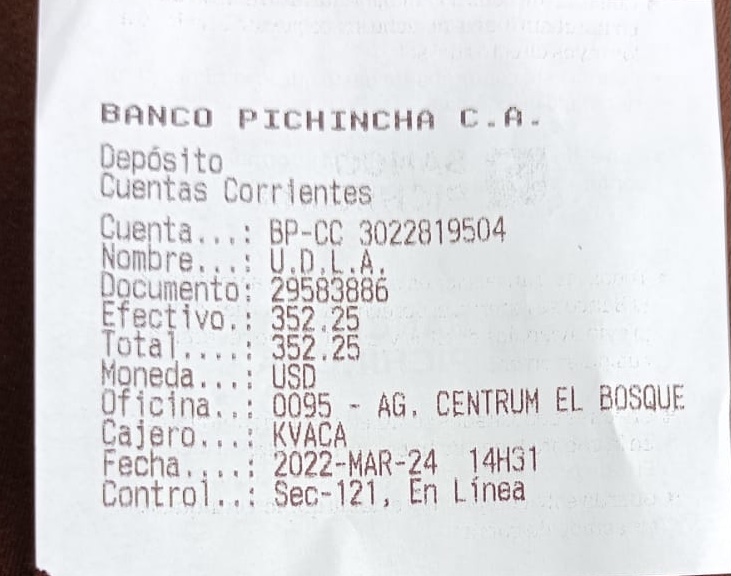 BANCO PICHINCHA C.A.
Depósito
Cuentas Corrientes
Cuenta...: BP-CC 3022819504
Nombre...: U.D.L.A.
Documento: 29583886
Efectivo.: 352.25
Total....: 352.25
Moneda...: USD
Oficina..: 0095 - AG. CENTRUM EL BOSQUE
Cajero...: KVACA
Fecha....: 2022-MAR-24 14H31
Control..: Sec-121, En Línea